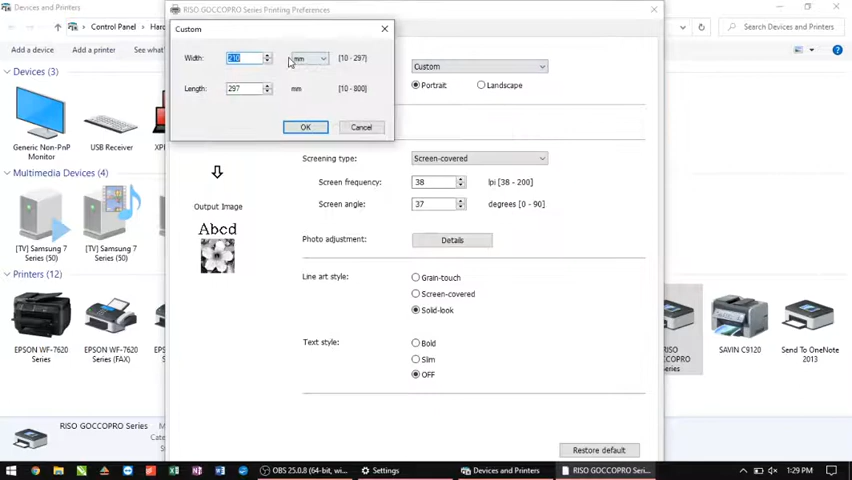 Devices and Printers
RISO GOCCOPRO Series Printing Preferences
Control Panel
Search Devices and Printers
Add a device
Add a printer
Custom
Width:
210
mm
[10 - 297]
Length:
297
mm
[10 - 800]
OK
Cancel
Custom
Portrait
Landscape
Devices (3)
Generic Non-PnP
Monitor
USB Receiver
Screening type:
Screen-covered
Screen frequency:
38
lpi [38 - 200]
Screen angle:
37
degrees [0 - 90]
Output Image
Abcd
Photo adjustment:
Details
Multimedia Devices (4)
[TV] Samsung 7
Series (50)
[TV] Samsung 7
Series (50)
Line art style:
Grain-touch
Screen-covered
Solid-look
Text style:
Bold
Slim
OFF
Printers (12)
EPSON WF-7620
Series
EPSON WF-7620
Series (FAX)
RISO
GOCCOPRO
Series
SAVIN C9120
Send To OneNote
2013
RISO GOCCOPRO Series
Restore default
OBS 25.0.8 (64-bit, wi...
Settings
Devices and Printers
RISO GOCCOPRO Seri...
1:29 PM